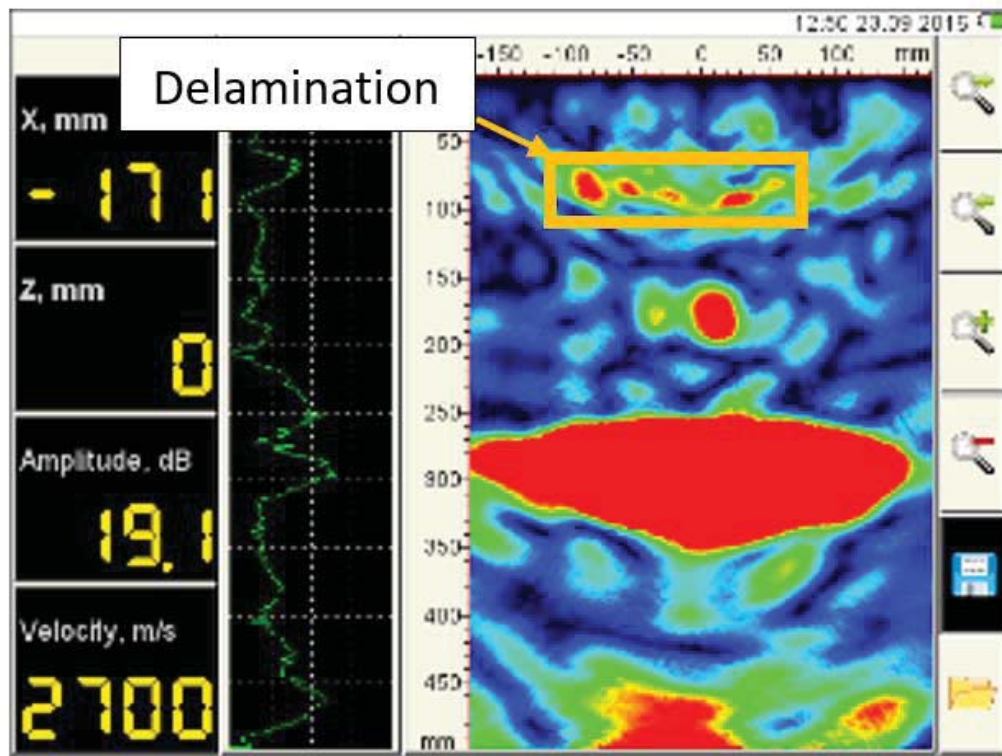 12:50 23.09.2015
Delamination
-150 -100 -50 0 50 100 mm
X, mm
-171
Z, mm
0
Amplitude, dB
19.1
Velocity, m/s
2700
50
100
150
200
250
300
350
400
450
mm